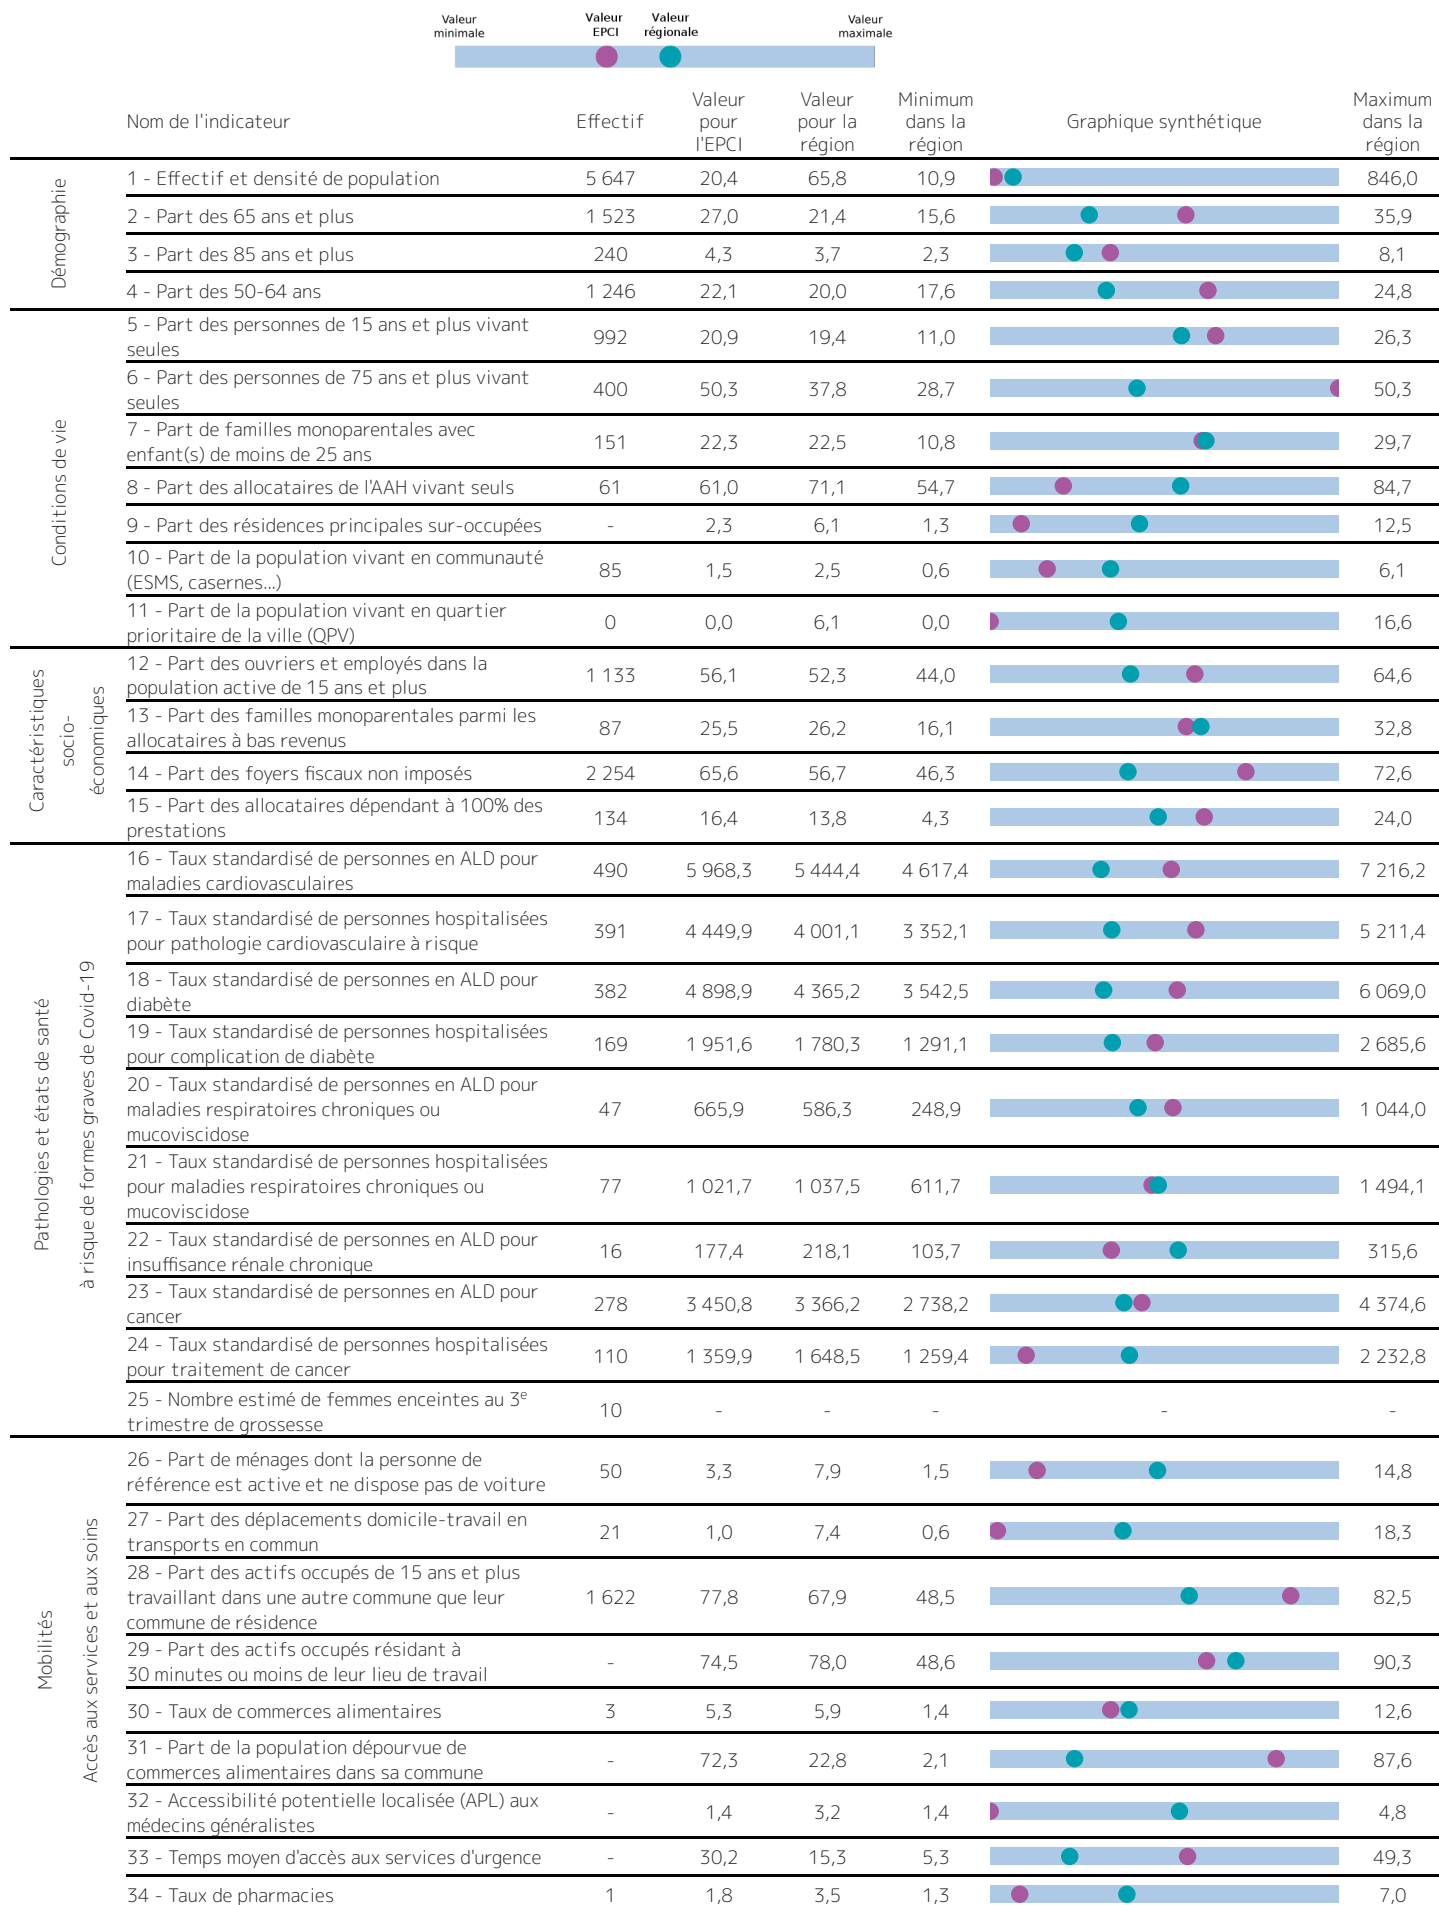 Valeur minimale
Valeur EPCI
Valeur régionale
Valeur maximale
Nom de l'indicateur
Effectif
Valeur pour l'EPCI
Valeur pour la région
Minimum dans la région
Graphique synthétique
Maximum dans la région
Démographie
1 - Effectif et densité de population 5 647 20,4 65,8 10,9 846,0
2 - Part des 65 ans et plus 1 523 27,0 21,4 15,6 35,9
3 - Part des 85 ans et plus 240 4,3 3,7 2,3 8,1
4 - Part des 50-64 ans 1 246 22,1 20,0 17,6 24,8
Conditions de vie
5 - Part des personnes de 15 ans et plus vivant
seules 992 20,9 19,4 11,0 26,3
6 - Part des personnes de 75 ans et plus vivant
seules 400 50,3 37,8 28,7 50,3
7 - Part de familles monoparentales avec
enfant(s) de moins de 25 ans 151 22,3 22,5 10,8 29,7
8 - Part des allocataires de l'AAH vivant seuls 61 61,0 71,1 54,7 84,7
9 - Part des résidences principales sur-occupées - 2,3 6,1 1,3 12,5
10 - Part de la population vivant en communauté
(ESMS, casernes...) 85 1,5 2,5 0,6 6,1
11 - Part de la population vivant en quartier
prioritaire de la ville (QPV) 0 0,0 6,1 0,0 16,6
Caractéristiques
socio-
économiques
12 - Part des ouvriers et employés dans la
population active de 15 ans et plus 1 133 56,1 52,3 44,0 64,6
13 - Part des familles monoparentales parmi les
allocataires à bas revenus 87 25,5 26,2 16,1 32,8
14 - Part des foyers fiscaux non imposés 2 254 65,6 56,7 46,3 72,6
15 - Part des allocataires dépendant à 100% des
prestations 134 16,4 13,8 4,3 24,0
Pathologies et états de santé
à risque de formes graves de Covid-19
16 - Taux standardisé de personnes en ALD pour
maladies cardiovasculaires 490 5 968,3 5 444,4 4 617,4 7 216,2
17 - Taux standardisé de personnes hospitalisées
pour pathologie cardiovasculaire à risque 391 4 449,9 4 001,1 3 352,1 5 211,4
18 - Taux standardisé de personnes en ALD pour
diabète 382 4 898,9 4 365,2 3 542,5 6 069,0
19 - Taux standardisé de personnes hospitalisées
pour complication de diabète 169 1 951,6 1 780,3 1 291,1 2 685,6
20 - Taux standardisé de personnes en ALD pour
maladies respiratoires chroniques ou 47 665,9 586,3 248,9 1 044,0
mucoviscidose
21 - Taux standardisé de personnes hospitalisées
pour maladies respiratoires chroniques ou 77 1 021,7 1 037,5 611,7 1 494,1
mucoviscidose
22 - Taux standardisé de personnes en ALD pour
insuffisance rénale chronique 16 177,4 218,1 103,7 315,6
23 - Taux standardisé de personnes en ALD pour
cancer 278 3 450,8 3 366,2 2 738,2 4 374,6
24 - Taux standardisé de personnes hospitalisées
pour traitement de cancer 110 1 359,9 1 648,5 1 259,4 2 232,8
25 - Nombre estimé de femmes enceintes au 3e
trimestre de grossesse 10 - - - - -
Mobilités
Accès aux services et aux soins
26 - Part de ménages dont la personne de
référence est active et ne dispose pas de voiture 50 3,3 7,9 1,5 14,8
27 - Part des déplacements domicile-travail en
transports en commun 21 1,0 7,4 0,6 18,3
28 - Part des actifs occupés de 15 ans et plus
travaillant dans une autre commune que leur 1 622 77,8 67,9 48,5 82,5
commune de résidence
29 - Part des actifs occupés résidant à
30 minutes ou moins de leur lieu de travail - 74,5 78,0 48,6 90,3
30 - Taux de commerces alimentaires 3 5,3 5,9 1,4 12,6
31 - Part de la population dépourvue de
commerces alimentaires dans sa commune - 72,3 22,8 2,1 87,6
32 - Accessibilité potentielle localisée (APL) aux
médecins généralistes - 1,4 3,2 1,4 4,8
33 - Temps moyen d'accès aux services d'urgence - 30,2 15,3 5,3 49,3
34 - Taux de pharmacies 1 1,8 3,5 1,3 7,0